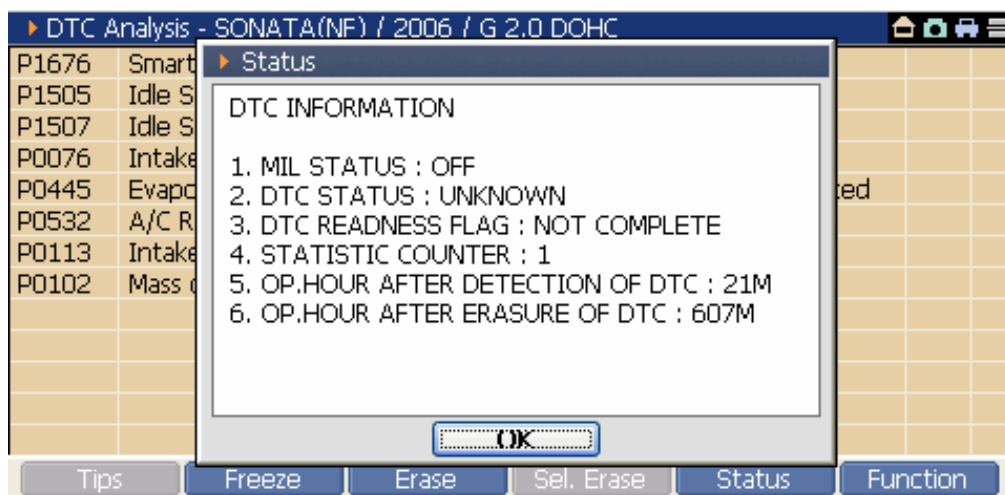 DTC Analysis - SONATA(NF) / 2006 / G 2.0 DOHC
P1676 Smart
P1505 Idle S
P1507 Idle S
P0076 Intake
P0445 Evapo
P0532 A/C R
P0113 Intake
P0102 Mass
Status
DTC INFORMATION
1. MIL STATUS : OFF
2. DTC STATUS : UNKNOWN
3. DTC READNESS FLAG : NOT COMPLETE
4. STATISTIC COUNTER : 1
5. OP.HOUR AFTER DETECTION OF DTC : 21M
6. OP.HOUR AFTER ERASURE OF DTC : 607M
ed
OK
Tips Freeze Erase Sel. Erase Status Function